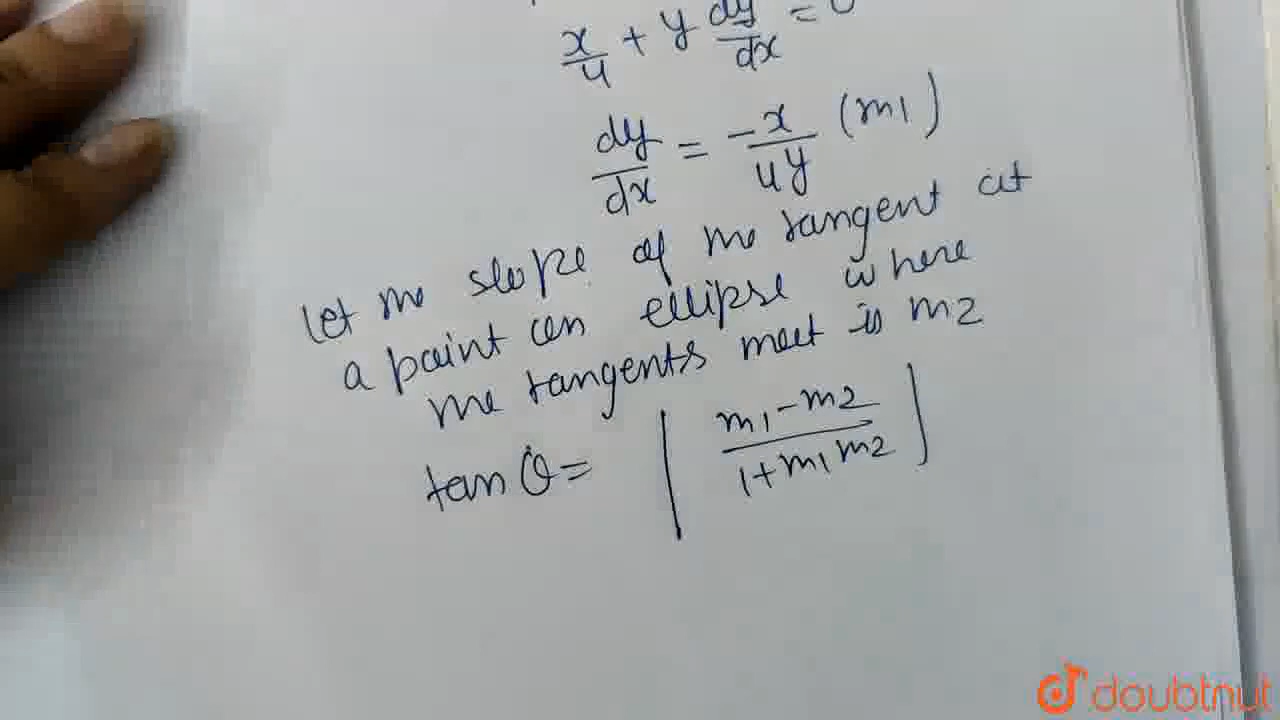 x/4 + y dy/dx = 0
dy/dx = -x/4y (m1)
let the slope of the tangent at
a point on ellipse where
the tangents meet is m2
tan θ = | m1-m2 / 1+m1m2 |
doubtnut